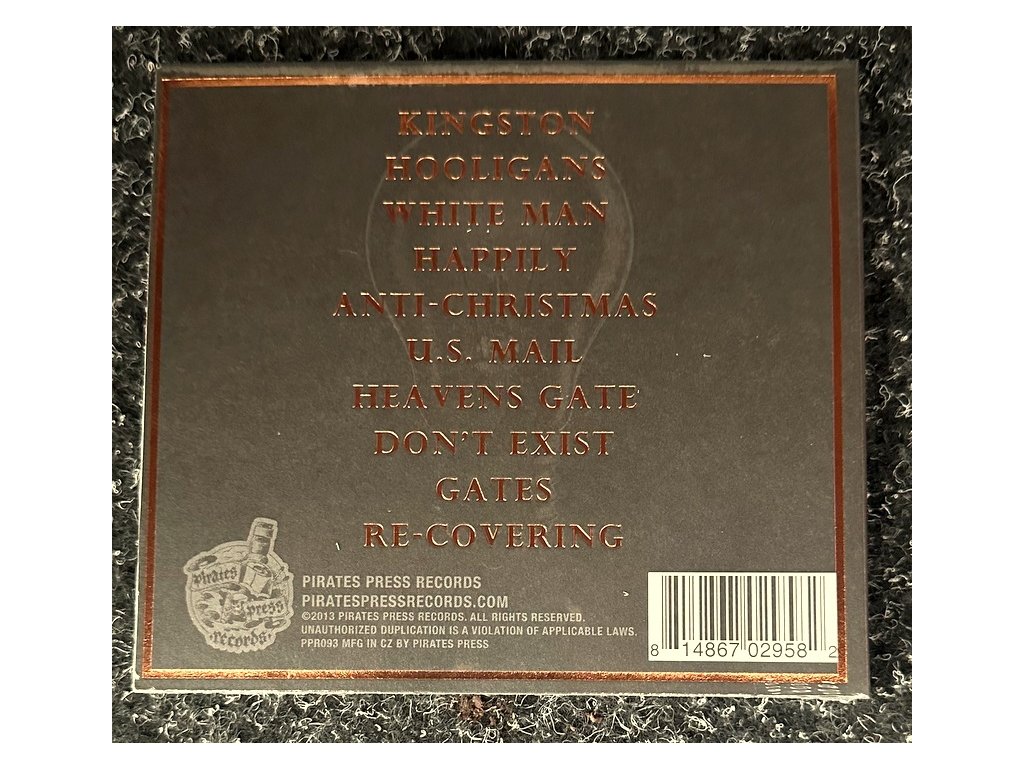 KINGSTON
HOOLIGANS
WHITE MAN
HAPPILY
ANTI-CHRISTMAS
U.S. MAIL
HEAVENS GATE
DON'T EXIST
GATES
RE-COVERING
pirates
press
records.
PIRATES PRESS RECORDS
PIRATESPRESSRECORDS.COM
©2013 PIRATES PRESS RECORDS. ALL RIGHTS RESERVED.
UNAUTHORIZED DUPLICATION IS A VIOLATION OF APPLICABLE LAWS.
PPR093 MFG IN CZ BY PIRATES PRESS
8 14867 02958 2